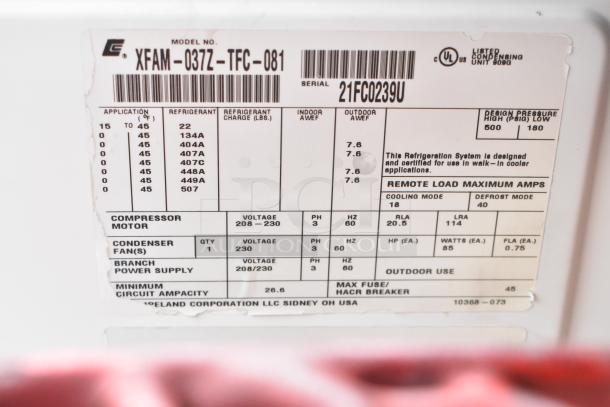 MODEL NO.
XFAM-037Z-TFC-081
SERIAL 21FC0239U
C UL US LISTED CONDENSING UNIT 909G
APPLICATION (°F) REFRIGERANT REFRIGERANT CHARGE (LBS.) INDOOR AWEF OUTDOOR AWEF
DESIGN PRESSURE HIGH (PSIG) LOW
500 180
15 TO 45 22
0 45 134A
0 45 404A 7.6
0 45 407A 7.6
0 45 407C
0 45 448A 7.6
0 45 449A 7.6
0 45 507
This Refrigeration System is designed
and certified for use in walk-in cooler
applications.
REMOTE LOAD MAXIMUM AMPS
COOLING MODE DEFROST MODE
18 40
COMPRESSOR MOTOR VOLTAGE 208-230 PH 3 HZ 60 RLA 20.5 LRA 114
CONDENSER FAN(S) QTY 1 VOLTAGE 230 PH 3 HZ 60 HP (EA.) WATTS (EA.) 85 FLA (EA.) 0.75
BRANCH POWER SUPPLY VOLTAGE 208/230 PH 3 HZ 60 OUTDOOR USE
MINIMUM CIRCUIT AMPACITY 26.6 MAX FUSE/ HACR BREAKER 45
PELAND CORPORATION LLC SIDNEY OH USA 10368-073
PCI
AUCTION GROUP